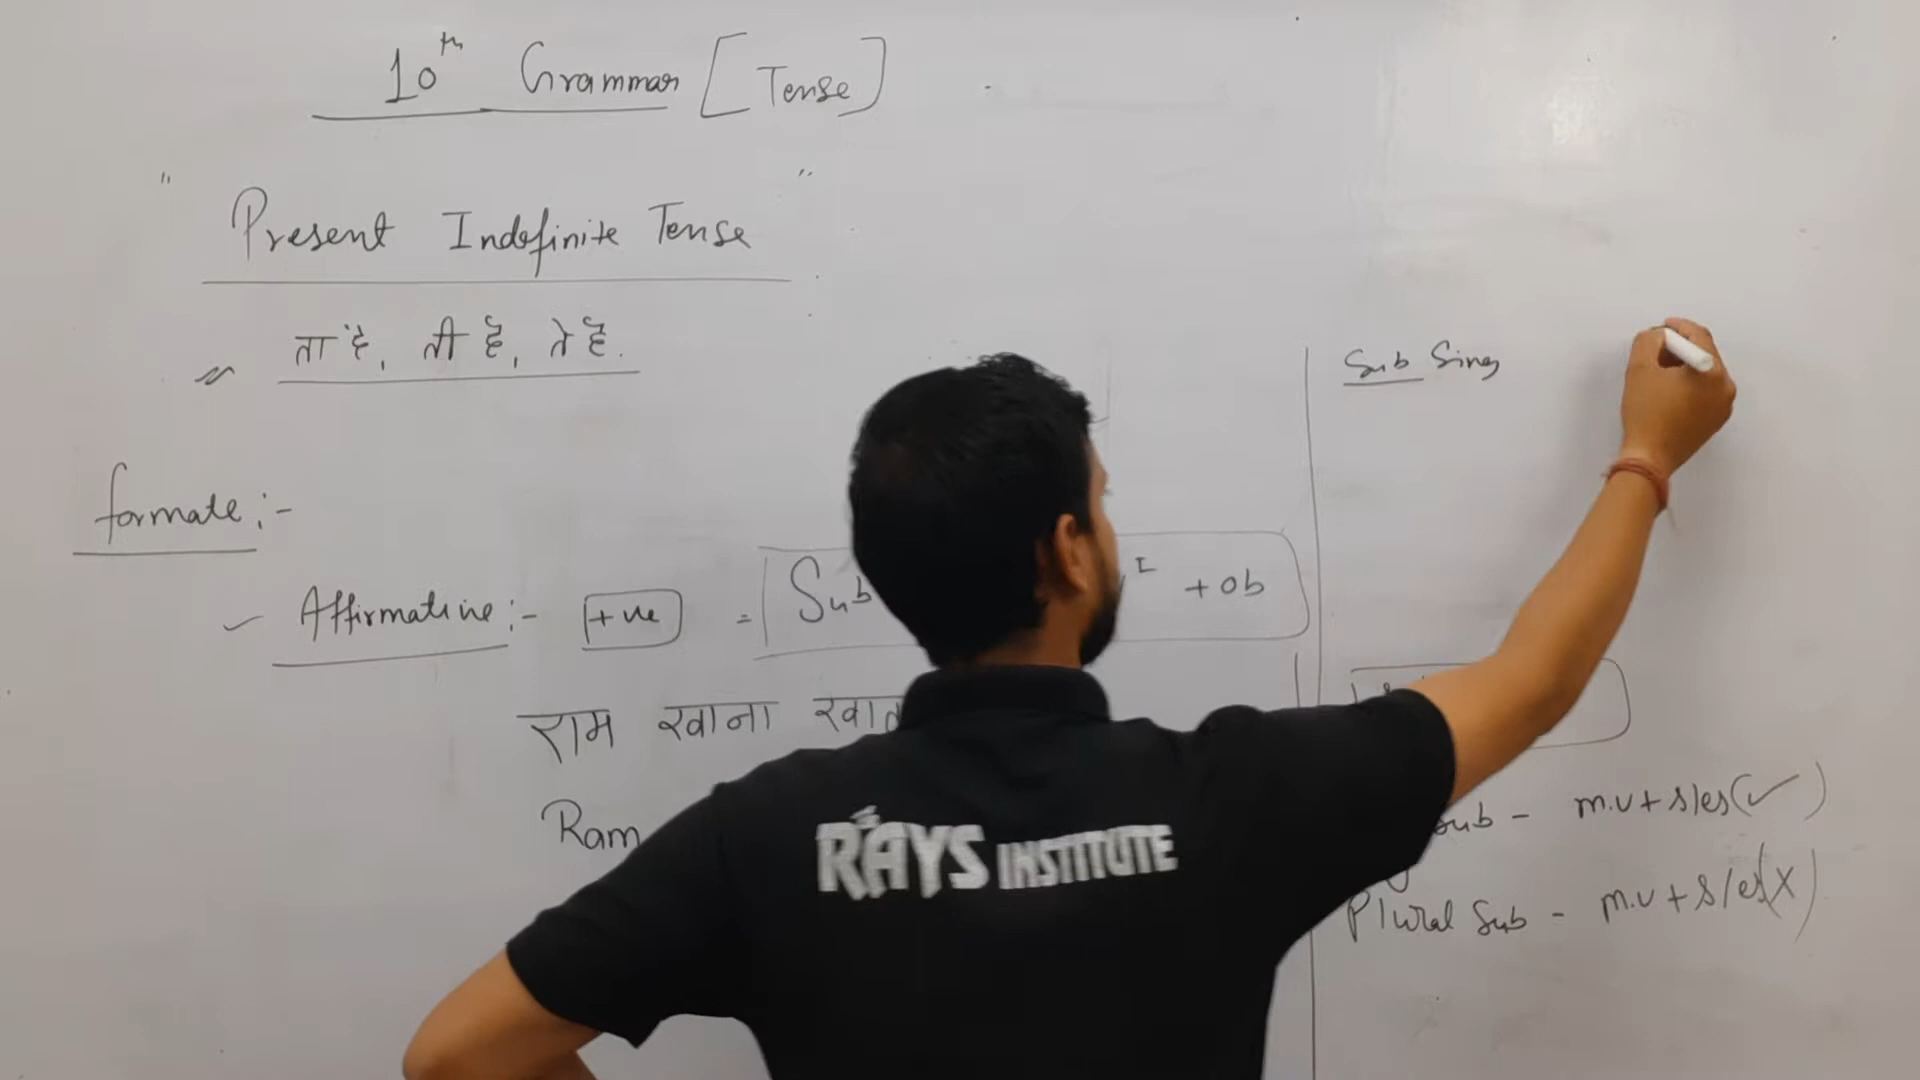 10th Grammar [Tense]
" Present Indefinite Tense "
ता है, ती है, ते है.
formate :-
Affirmative :- +ve = Sub I + ob
राम खाना
Ram
Sub Sing
Sub - m.v + s/es (✓)
Plural Sub - m.v + s/es (X)
RAYS INSTITUTE